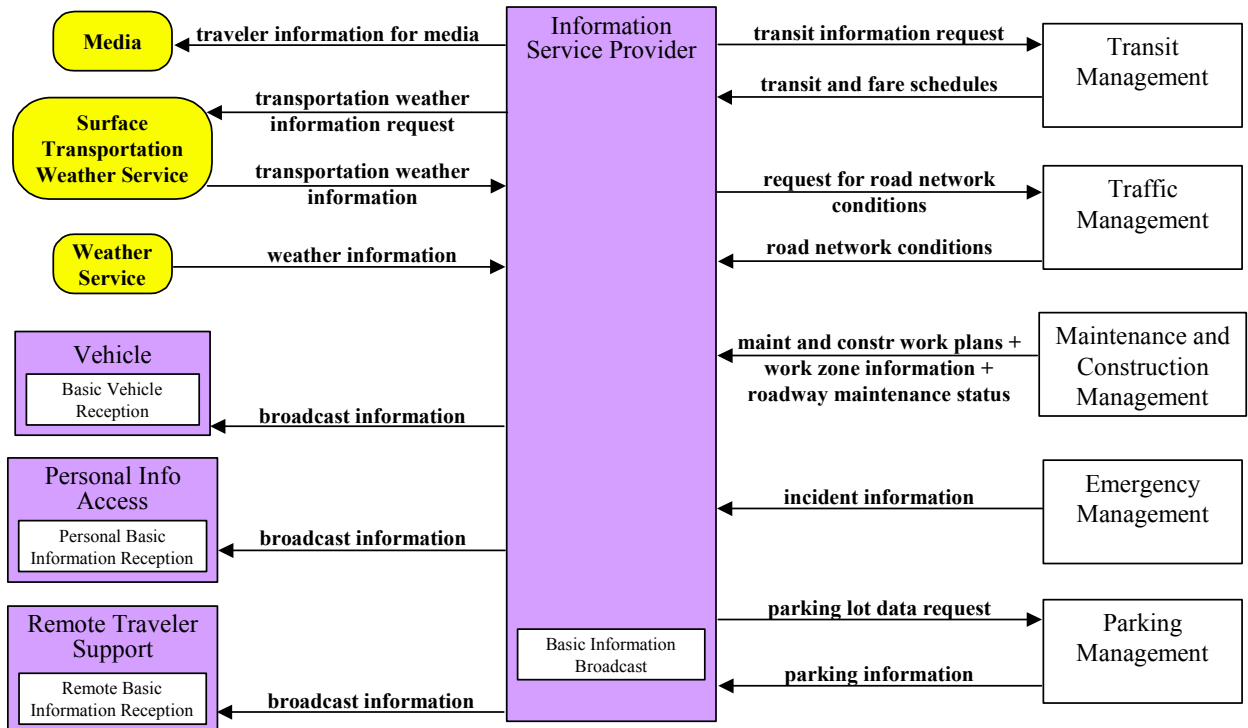 Media
traveler information for media
Information
Service Provider
transit information request
Transit
Management
transit and fare schedules
transportation weather
information request
Surface
Transportation
Weather Service
transportation weather
information
request for road network
conditions
Traffic
Management
road network conditions
Weather
Service
weather information
Vehicle
Basic Vehicle
Reception
broadcast information
maint and constr work plans +
work zone information +
roadway maintenance status
Maintenance and
Construction
Management
Personal Info
Access
Personal Basic
Information Reception
broadcast information
incident information
Emergency
Management
Remote Traveler
Support
Remote Basic
Information Reception
broadcast information
Basic Information
Broadcast
parking lot data request
Parking
Management
parking information